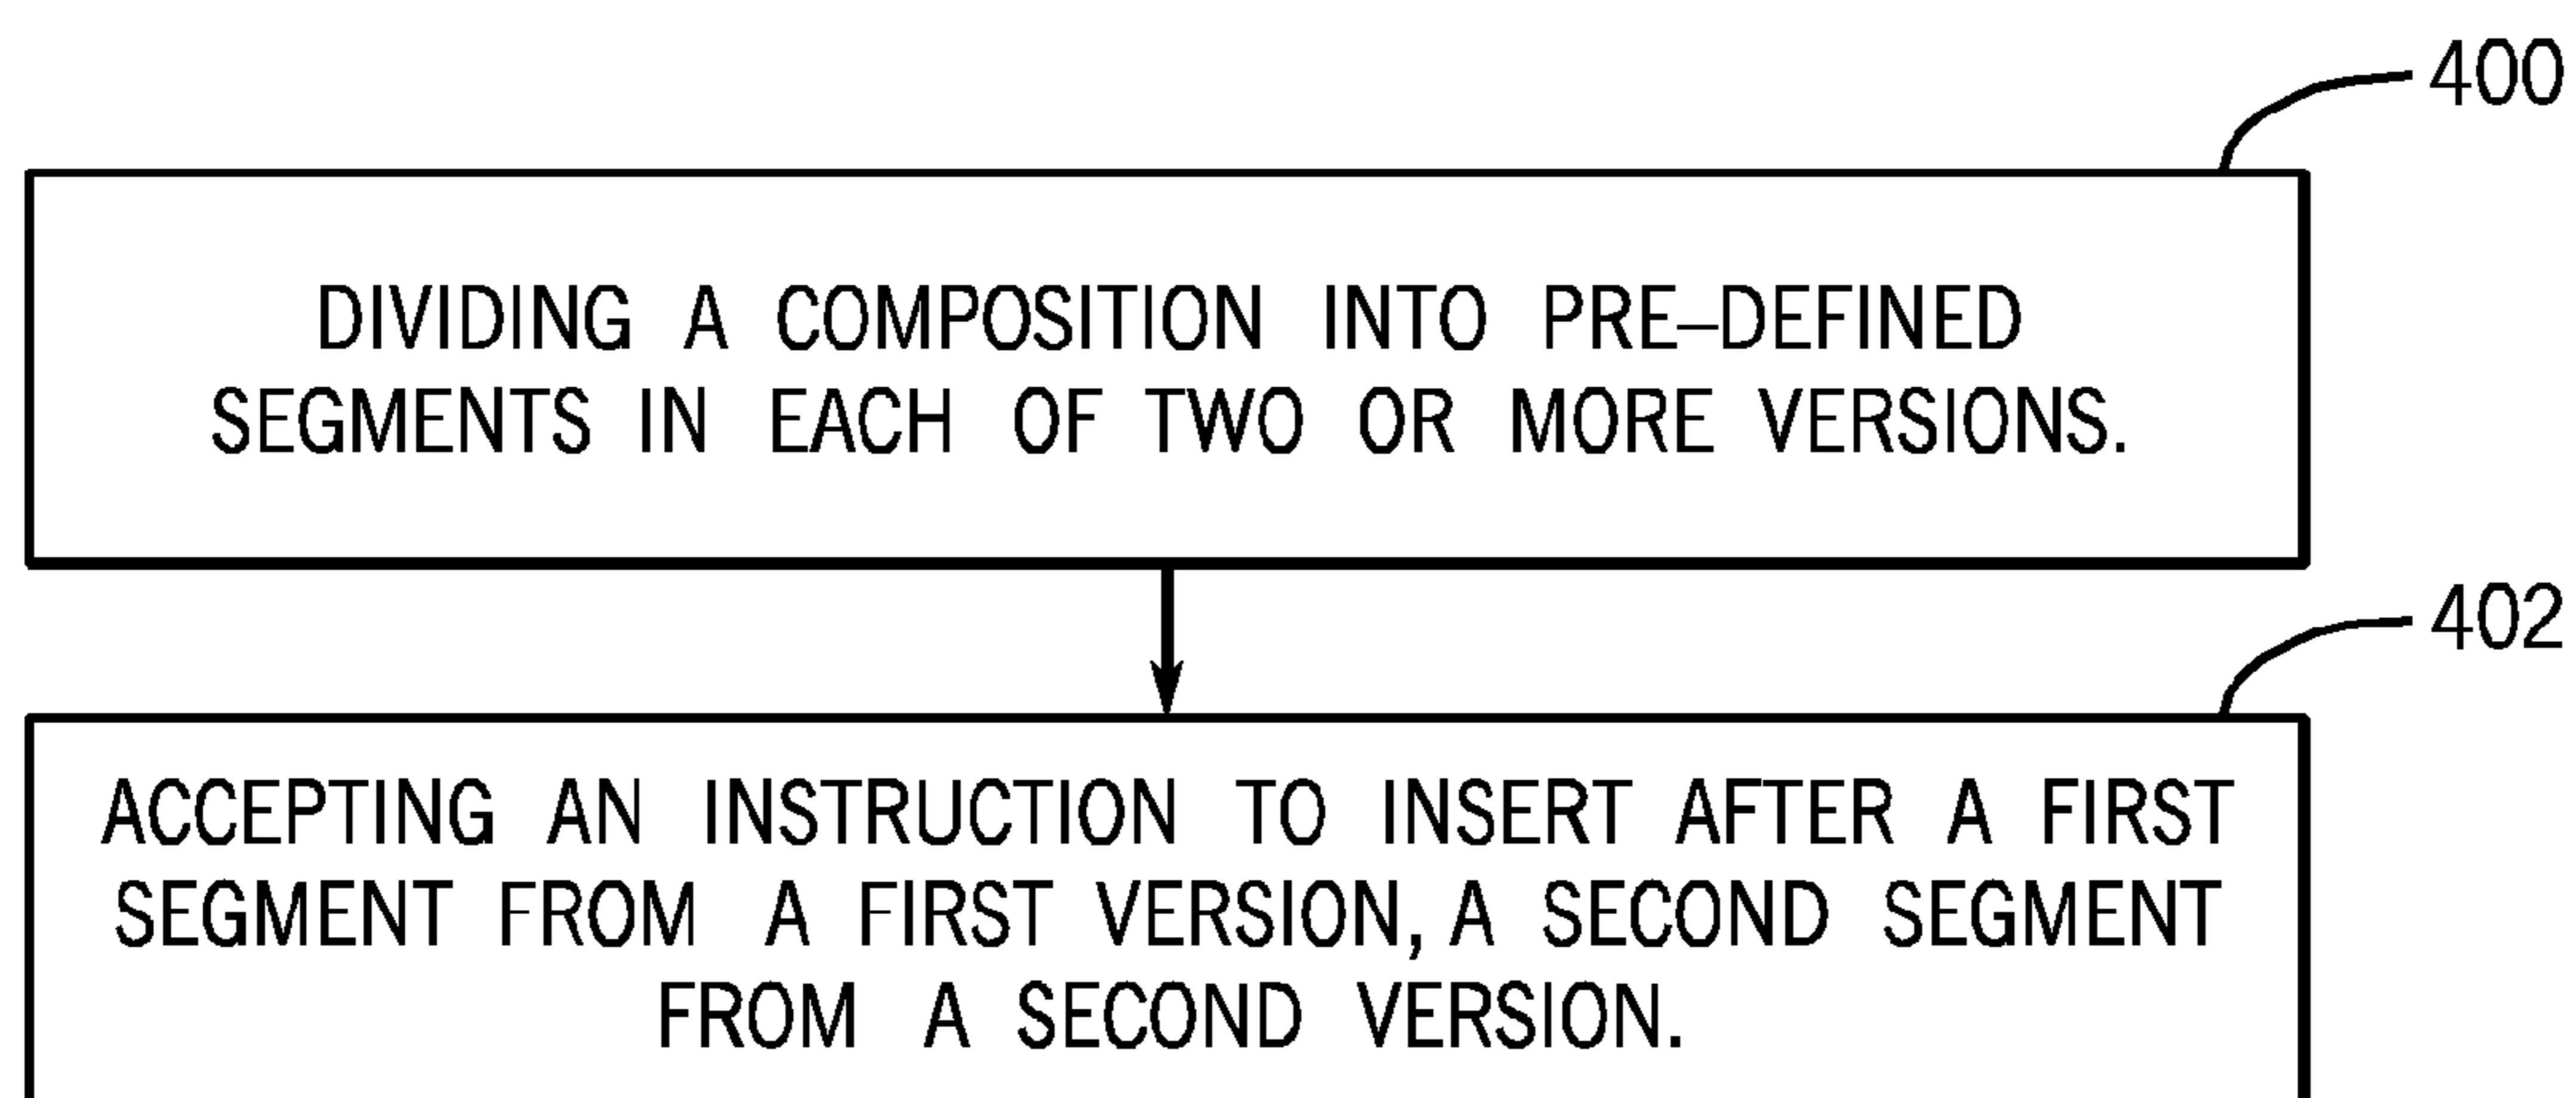 400
DIVIDING A COMPOSITION INTO PRE–DEFINED
SEGMENTS IN EACH OF TWO OR MORE VERSIONS.
402
ACCEPTING AN INSTRUCTION TO INSERT AFTER A FIRST
SEGMENT FROM A FIRST VERSION, A SECOND SEGMENT
FROM A SECOND VERSION.